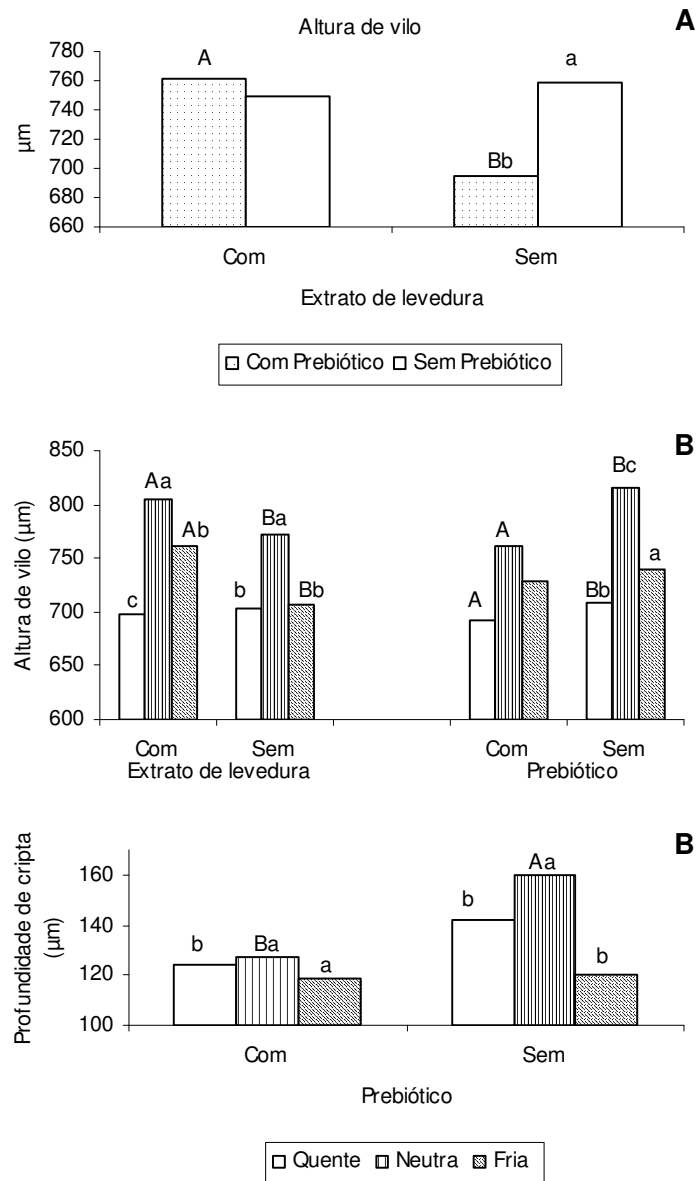 A
Altura de vilo
780
760
740
720
700
680
660
µm
A
Bb
a
Com
Sem
Extrato de levedura
Com Prebiótico Sem Prebiótico
B
850
800
750
700
650
600
Altura de vilo (µm)
c
Aa
Ab
b
Ba
Bb
A
A
Bb
Bc
a
Com Sem Com Sem
Extrato de levedura Prebiótico
B
Profundidade de cripta
(µm)
160
140
120
100
b
Ba
a
b
Aa
b
Com Sem
Prebiótico
Quente Neutra Fria